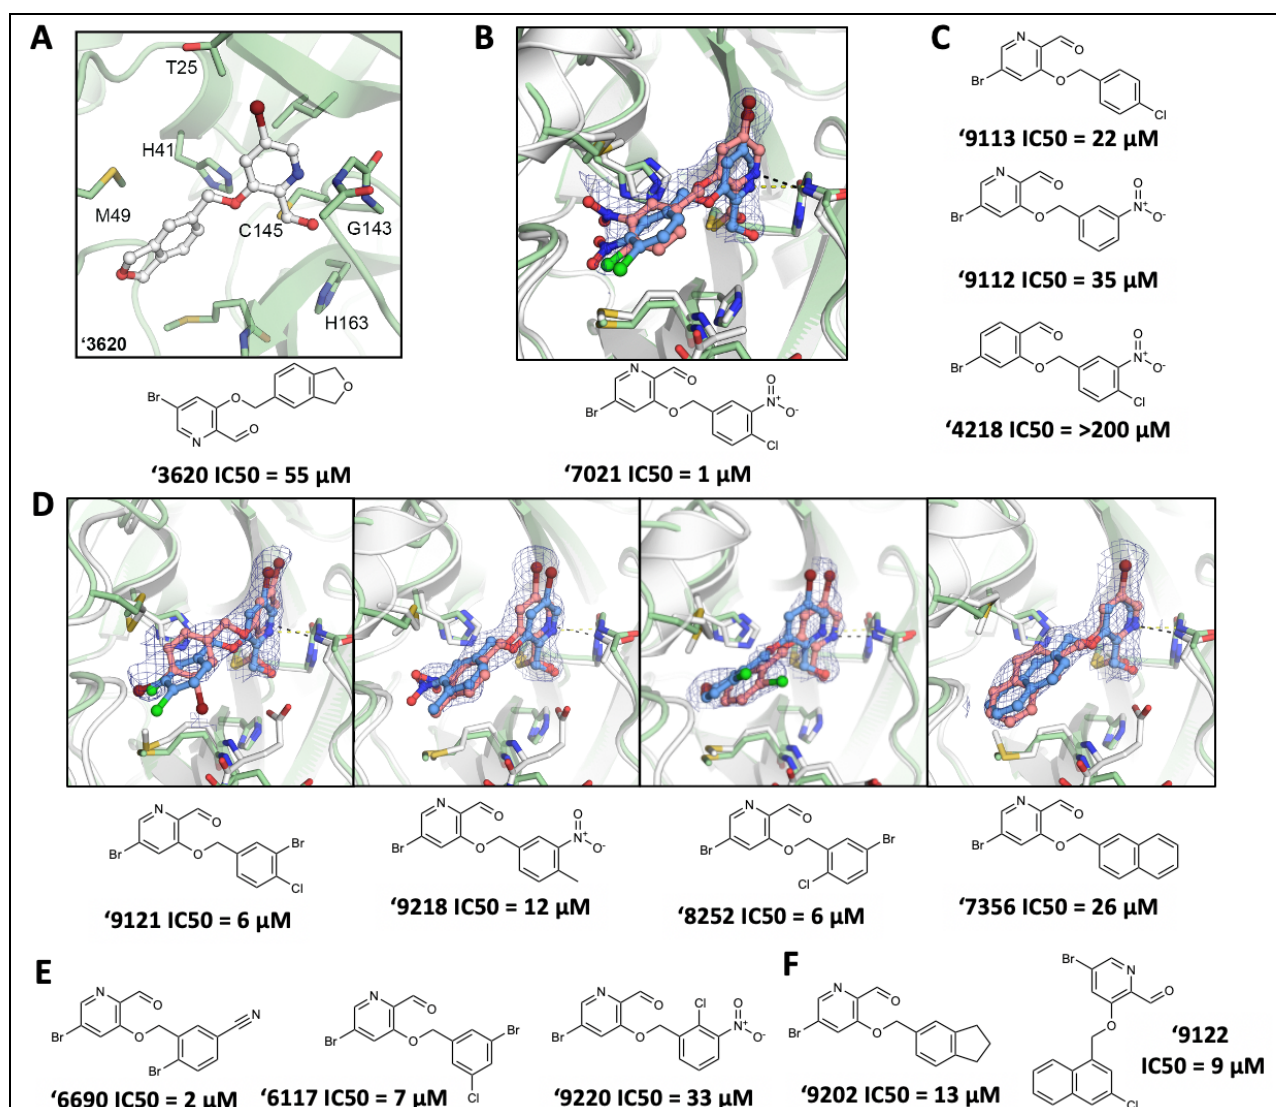 A
T25
H41
M49
C145
G143
H163
‘3620
Br
O
O
N
O
‘3620 IC50 = 55 µM
B
N
O
Br
O
O
N+
O-
Cl
‘7021 IC50 = 1 µM
C
N
O
Br
O
Cl
‘9113 IC50 = 22 µM
N
O
O
Br
O
N+
O-
‘9112 IC50 = 35 µM
O
O
Br
O
N+
O-
Cl
‘4218 IC50 = >200 µM
D
N
O
Br
O
Br
Cl
‘9121 IC50 = 6 µM
N
O
O
Br
O
N+
O-
‘9218 IC50 = 12 µM
N
O
Br
O
Br
Cl
‘8252 IC50 = 6 µM
N
O
Br
O
‘7356 IC50 = 26 µM
E
N
O
N
Br
O
Br
‘6690 IC50 = 2 µM
N
O
Br
O
Br
Cl
‘6117 IC50 = 7 µM
N
O
Cl
O
Br
O
N+
O-
‘9220 IC50 = 33 µM
F
N
O
Br
O
‘9202 IC50 = 13 µM
Br
N
O
O
Cl
‘9122
IC50 = 9 µM